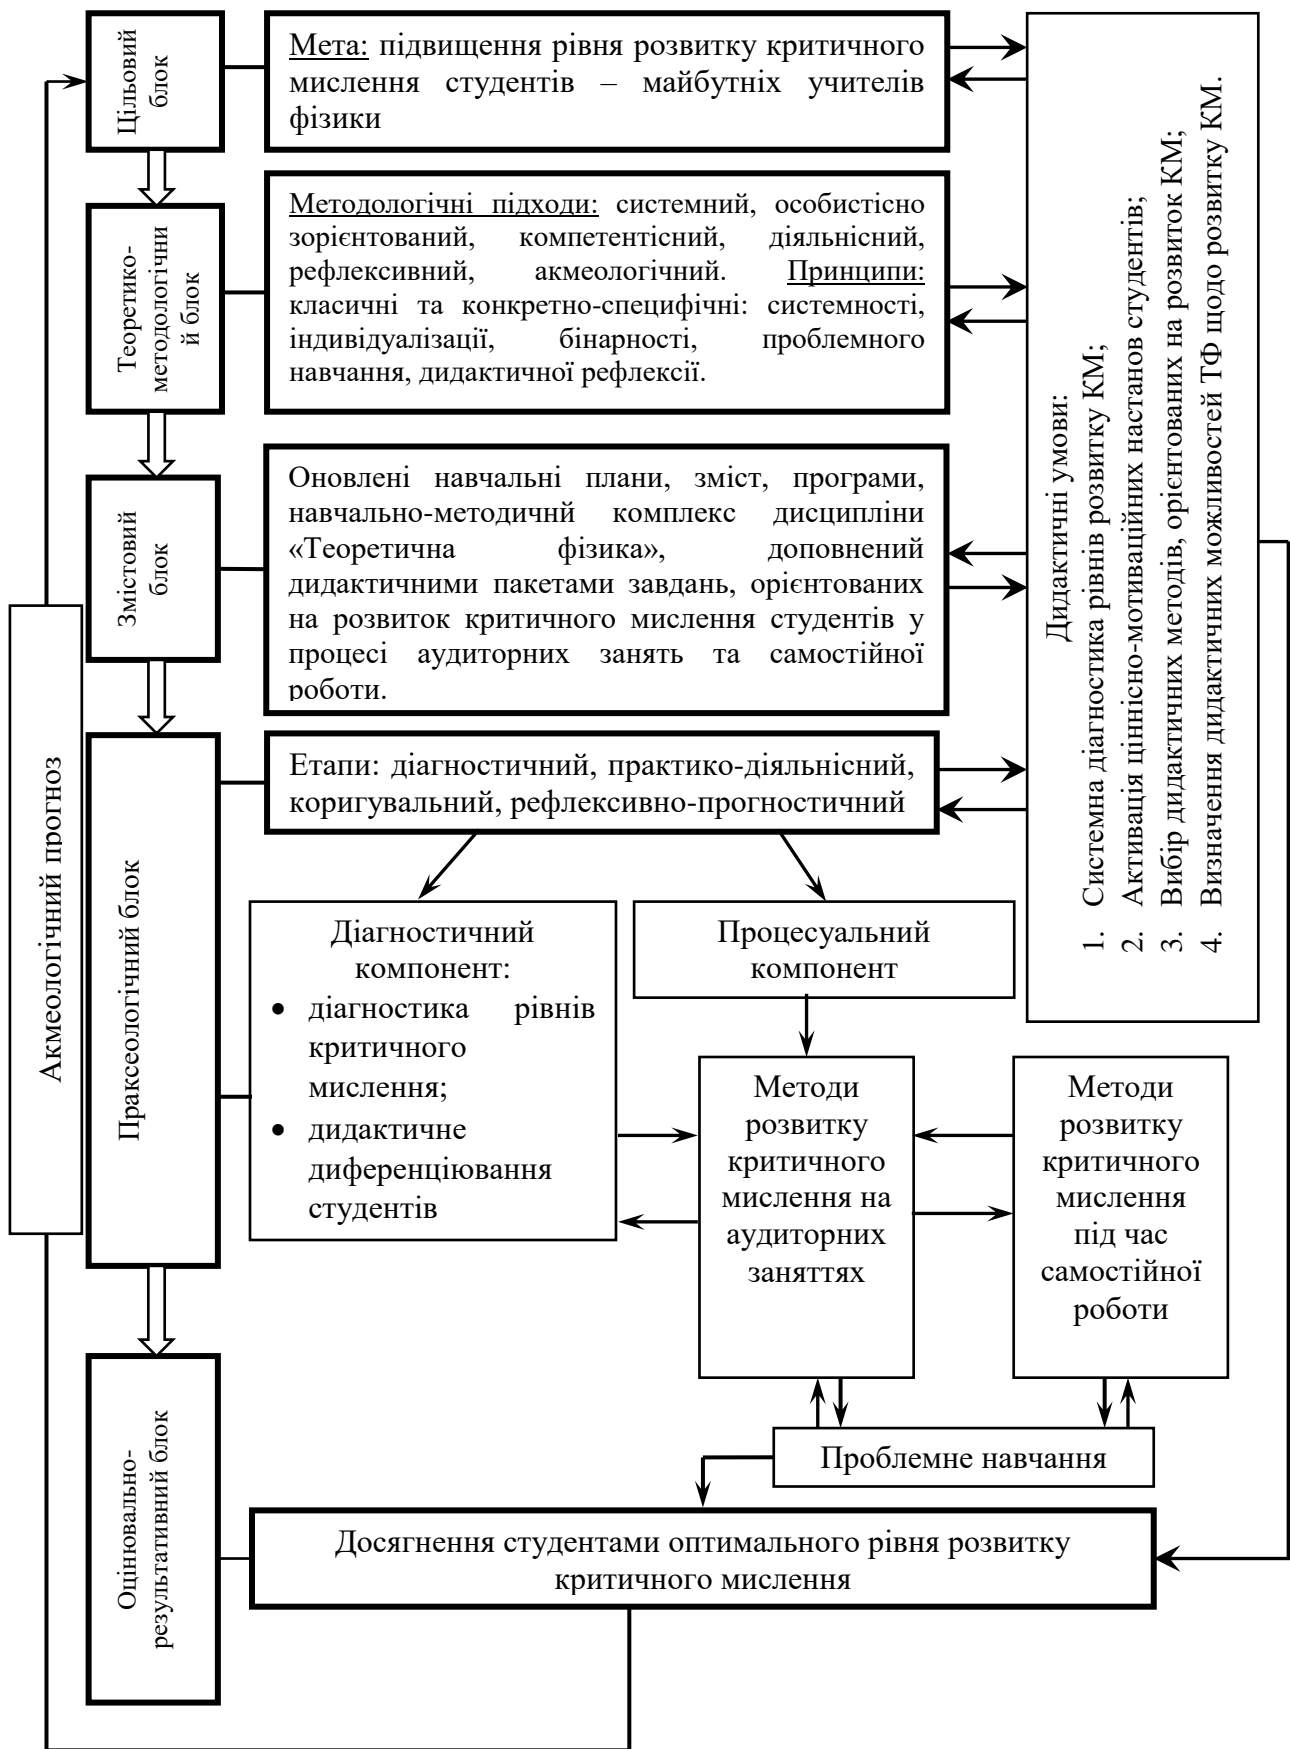 Цільовий
блок
Мета: підвищення рівня розвитку критичного
мислення студентів – майбутніх учителів
фізики
Теоретико-
методологічни
й блок
Методологічні підходи: системний, особистісно
зорієнтований, компетентісний, діяльнісний,
рефлексивний, акмеологічний. Принципи:
класичні та конкретно-специфічні: системності,
індивідуалізації, бінарності, проблемного
навчання, дидактичної рефлексії.
Змістовий
блок
Оновлені навчальні плани, зміст, програми,
навчально-методичнй комплекс дисципліни
«Теоретична фізика», доповнений
дидактичними пакетами завдань, орієнтованих
на розвиток критичного мислення студентів у
процесі аудиторних занять та самостійної
роботи.
Дидактичні умови:
1. Системна діагностика рівнів розвитку КМ;
2. Активація ціннісно-мотиваційних настанов студентів;
3. Вибір дидактичних методів, орієнтованих на розвиток КМ;
4. Визначення дидактичних можливостей ТФ щодо розвитку КМ.
Акмеологічний прогноз
Праксеологічний блок
Етапи: діагностичний, практико-діяльнісний,
коригувальний, рефлексивно-прогностичний
Діагностичний
компонент:
• діагностика рівнів
критичного
мислення;
• дидактичне
диференціювання
студентів
Процесуальний
компонент
Методи
розвитку
критичного
мислення на
аудиторних
заняттях
Методи
розвитку
критичного
мислення
під час
самостійної
роботи
Проблемне навчання
Оцінювально-
результативний блок
Досягнення студентами оптимального рівня розвитку
критичного мислення